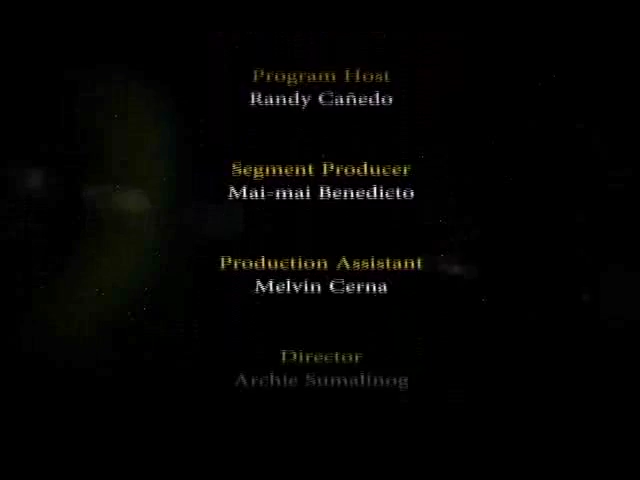 Program Host
Randy Cañedo
Segment Producer
Mai-mai Benedicto
Production Assistant
Melvin Cerna
Director
Archie Sumalinog